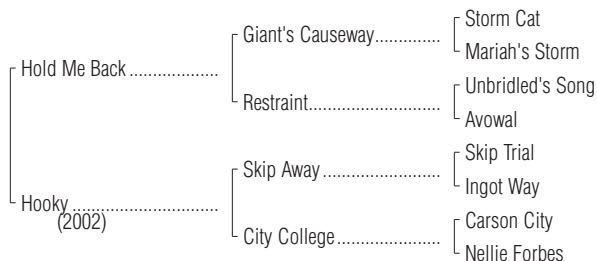 Storm Cat
Giant's Causeway..............
Mariah's Storm
Hold Me Back ...................
Unbridled's Song
Restraint............................
Avowal
Skip Trial
Skip Away .........................
Ingot Way
Hooky ...............................
(2002)
Carson City
City College......................
Nellie Forbes